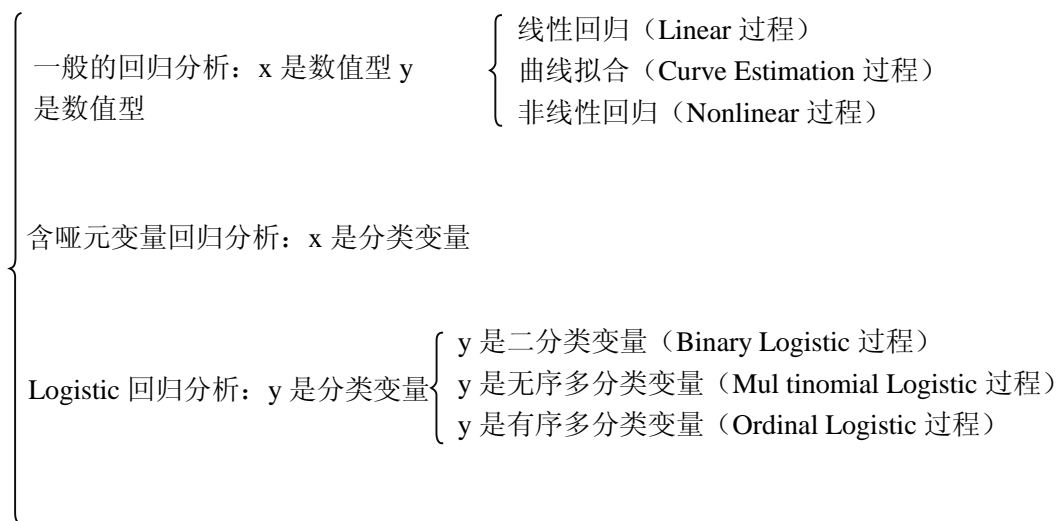 线性回归（Linear 过程）
一般的回归分析：x 是数值型 y
是数值型
曲线拟合（Curve Estimation 过程）
非线性回归（Nonlinear 过程）
含哑元变量回归分析：x 是分类变量
Logistic 回归分析：y 是分类变量
y 是二分类变量（Binary Logistic 过程）
y 是无序多分类变量（Mul tinomial Logistic 过程）
y 是有序多分类变量（Ordinal Logistic 过程）